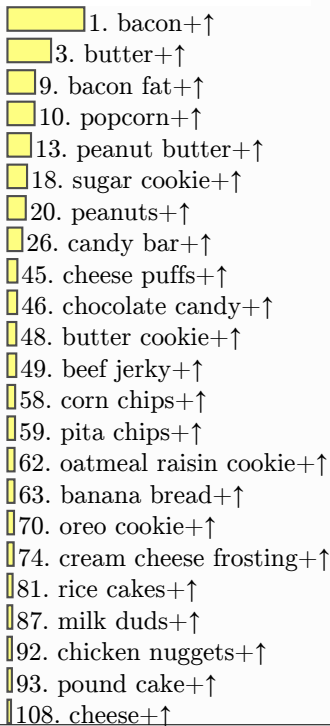 1. bacon+↑
3. butter+↑
9. bacon fat+↑
10. popcorn+↑
13. peanut butter+↑
18. sugar cookie+↑
20. peanuts+↑
26. candy bar+↑
45. cheese puffs+↑
46. chocolate candy+↑
48. butter cookie+↑
49. beef jerky+↑
58. corn chips+↑
59. pita chips+↑
62. oatmeal raisin cookie+↑
63. banana bread+↑
70. oreo cookie+↑
74. cream cheese frosting+↑
81. rice cakes+↑
87. milk duds+↑
92. chicken nuggets+↑
93. pound cake+↑
108. cheese+↑